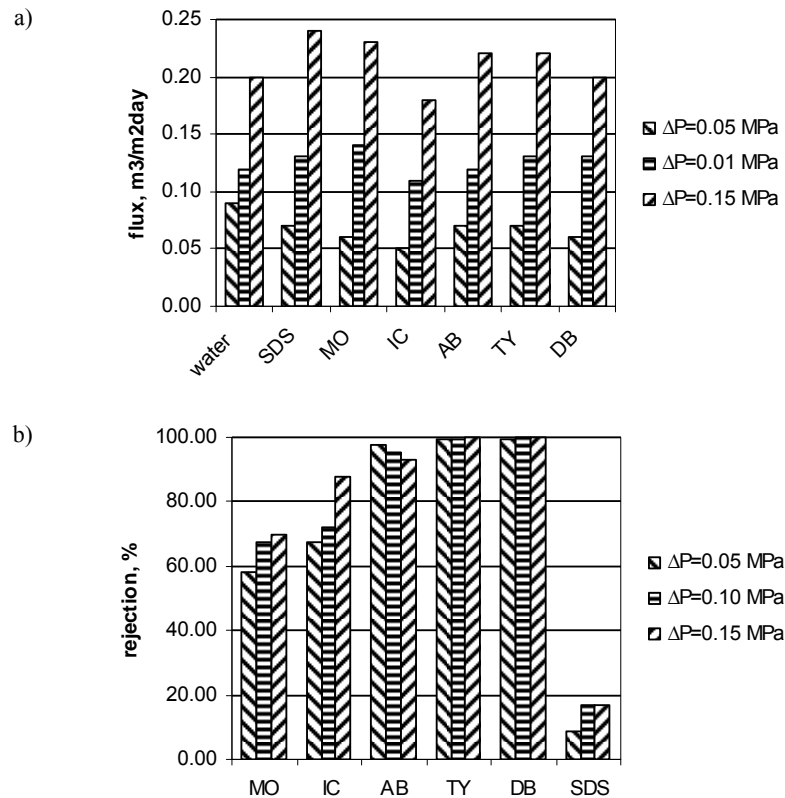 a)
0.25
0.20
0.15
0.10
0.05
0.00
flux, m3/m2day
water
SDS
MO
IC
AB
TY
DB
ΔP=0.05 MPa
ΔP=0.01 MPa
ΔP=0.15 MPa
b)
100.00
80.00
60.00
40.00
20.00
0.00
rejection, %
MO
IC
AB
TY
DB
SDS
ΔP=0.05 MPa
ΔP=0.10 MPa
ΔP=0.15 MPa